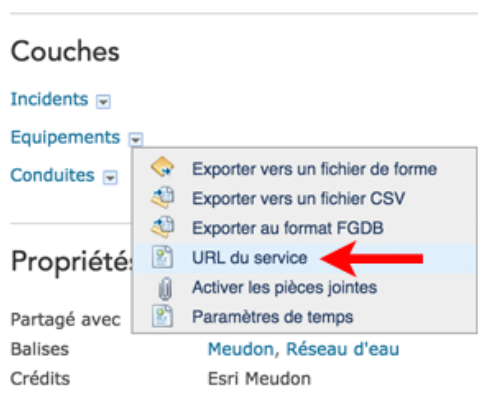 Couches
Incidents
Equipements
Conduites
Exporter vers un fichier de forme
Exporter vers un fichier CSV
Exporter au format FGDB
URL du service
Activer les pièces jointes
Paramètres de temps
Propriété
Partagé avec
Balises Meudon, Réseau d'eau
Crédits Esri Meudon